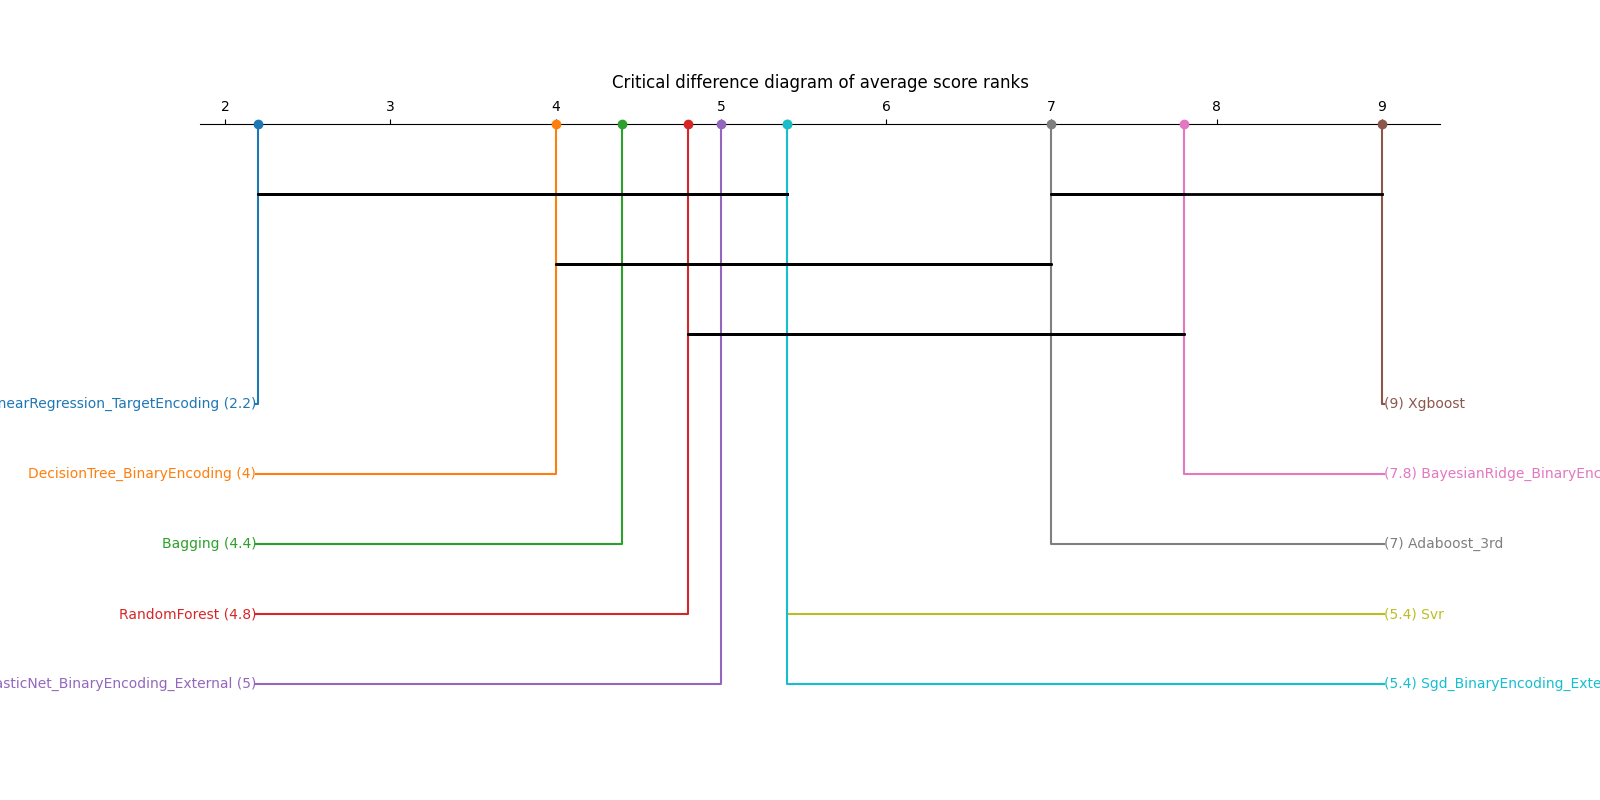 Critical difference diagram of average score ranks
2 3 4 5 6 7 8 9
nearRegression_TargetEncoding (2.2)
(9) Xgboost
DecisionTree_BinaryEncoding (4)
(7.8) BayesianRidge_BinaryEnc
Bagging (4.4)
(7) Adaboost_3rd
RandomForest (4.8)
(5.4) Svr
asticNet_BinaryEncoding_External (5)
(5.4) Sgd_BinaryEncoding_Exte